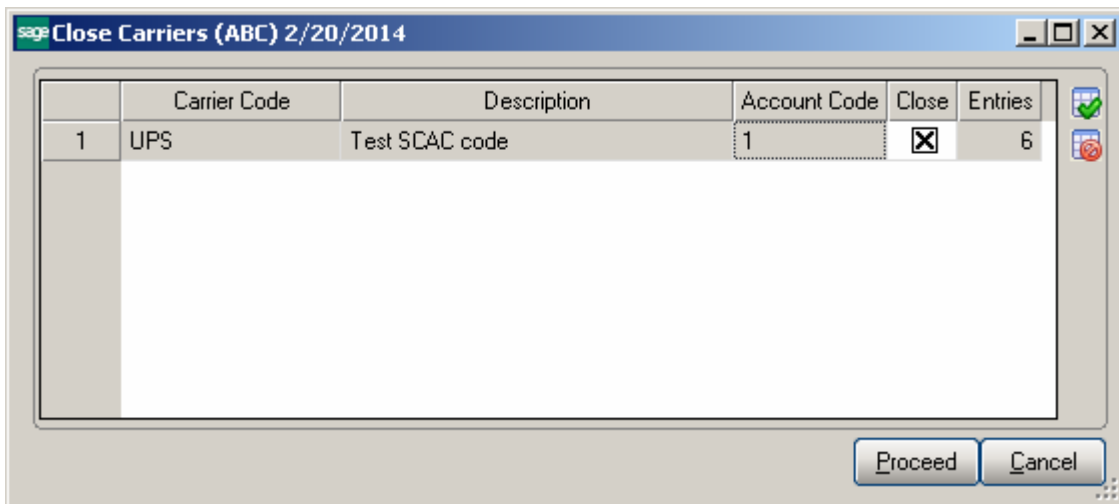 sage Close Carriers (ABC) 2/20/2014
Carrier Code Description Account Code Close Entries
1 UPS Test SCAC code 1 6
Proceed Cancel